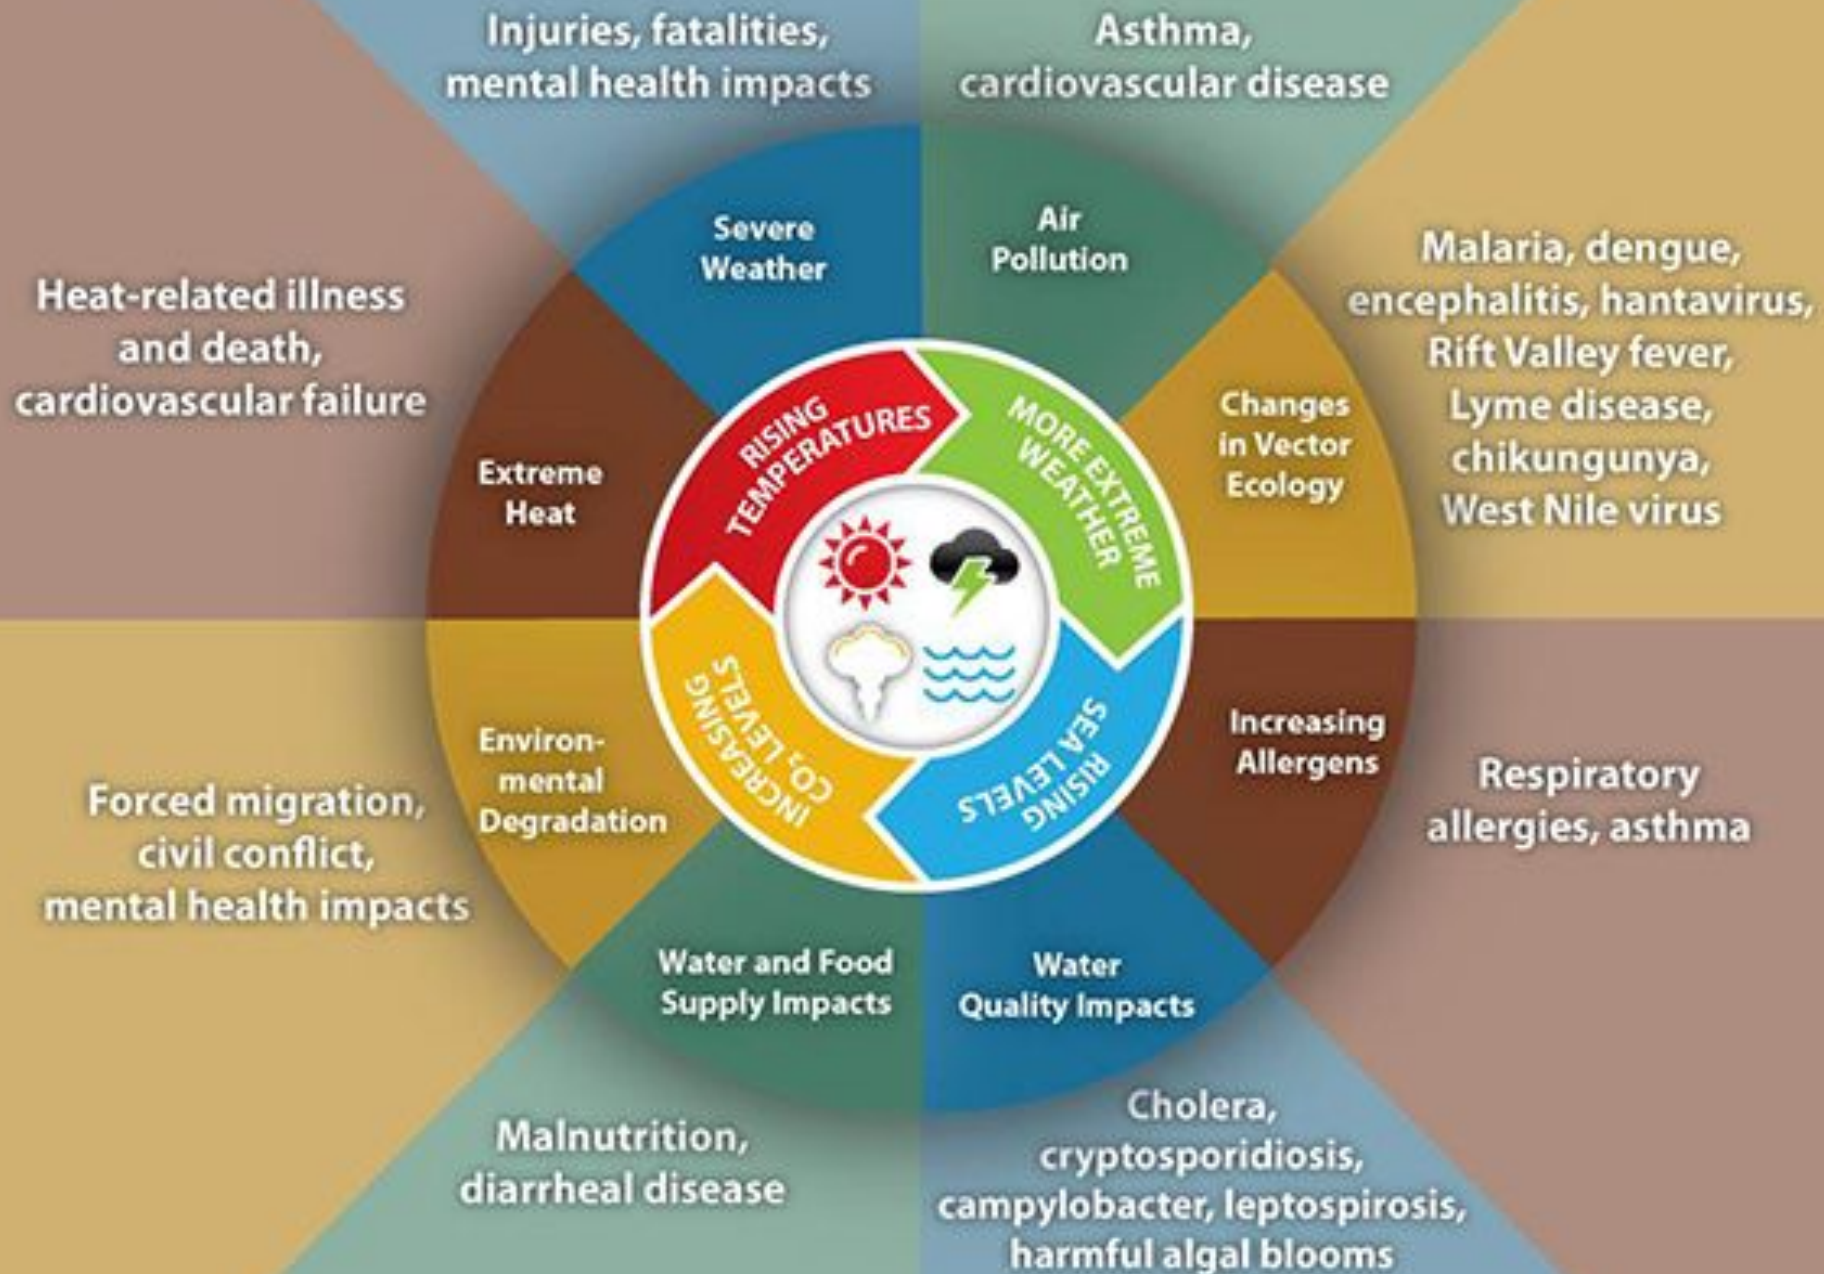 Injuries, fatalities,
mental health impacts
Asthma,
cardiovascular disease
Severe
Weather
Air
Pollution
Malaria, dengue,
encephalitis, hantavirus,
Rift Valley fever,
Lyme disease,
chikungunya,
West Nile virus
Heat-related illness
and death,
cardiovascular failure
Changes
in Vector
Ecology
Extreme
Heat
RISING
TEMPERATURES
MORE EXTREME
WEATHER
RISING
SEA LEVELS
INCREASING
CO₂ LEVELS
Environ-
mental
Degradation
Increasing
Allergens
Forced migration,
civil conflict,
mental health impacts
Respiratory
allergies, asthma
Water and Food
Supply Impacts
Water
Quality Impacts
Malnutrition,
diarrheal disease
Cholera,
cryptosporidiosis,
campylobacter, leptospirosis,
harmful algal blooms